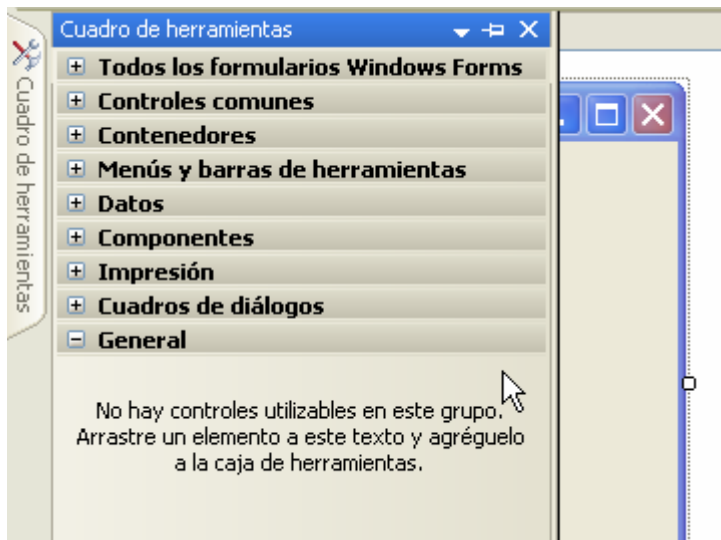 Cuadro de herramientas
Cuadro de herramientas
Todos los formularios Windows Forms
Controles comunes
Contenedores
Menús y barras de herramientas
Datos
Componentes
Impresión
Cuadros de diálogos
General
No hay controles utilizables en este grupo.
Arrastre un elemento a este texto y agréguelo
a la caja de herramientas.